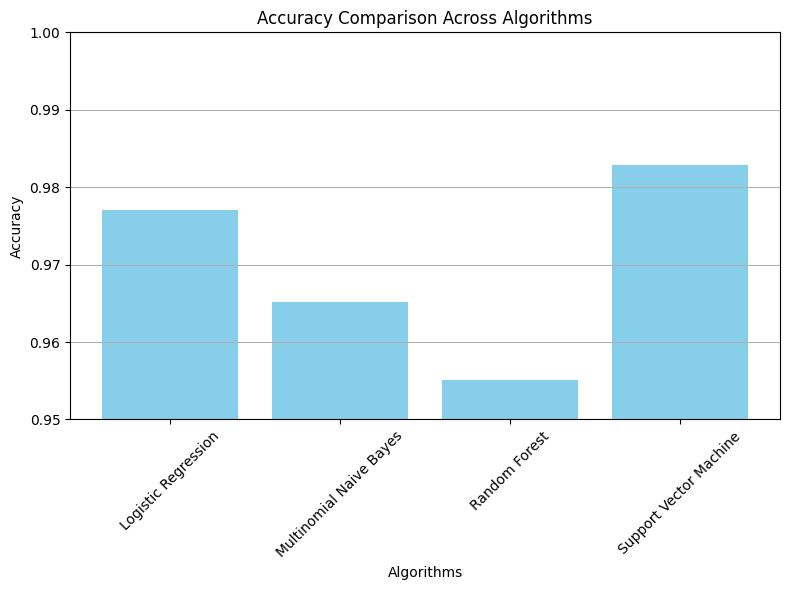 Accuracy Comparison Across Algorithms
1.00
0.99
0.98
0.97
0.96
0.95
Accuracy
Logistic Regression
Multinomial Naive Bayes
Random Forest
Support Vector Machine
Algorithms